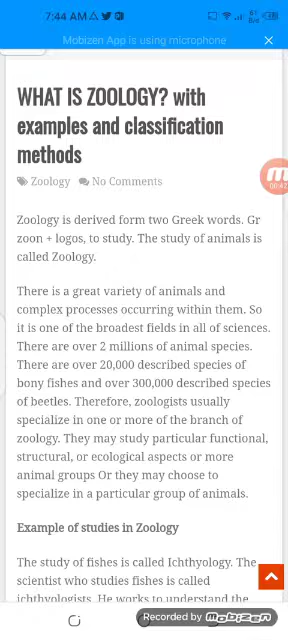 7:44 AM
Mobizen App is using microphone
WHAT IS ZOOLOGY? with
examples and classification
methods
Zoology No Comments
00:42
Zoology is derived form two Greek words. Gr
zoon + logos, to study. The study of animals is
called Zoology.
There is a great variety of animals and
complex processes occurring within them. So
it is one of the broadest fields in all of sciences.
There are over 2 millions of animal species.
There are over 20,000 described species of
bony fishes and over 300,000 described species
of beetles. Therefore, zoologists usually
specialize in one or more of the branch of
zoology. They may study particular functional,
structural, or ecological aspects or more
animal groups Or they may choose to
specialize in a particular group of animals.
Example of studies in Zoology
The study of fishes is called Ichthyology. The
scientist who studies fishes is called
ichthyologists. He works to understand the
Recorded by Mobizen